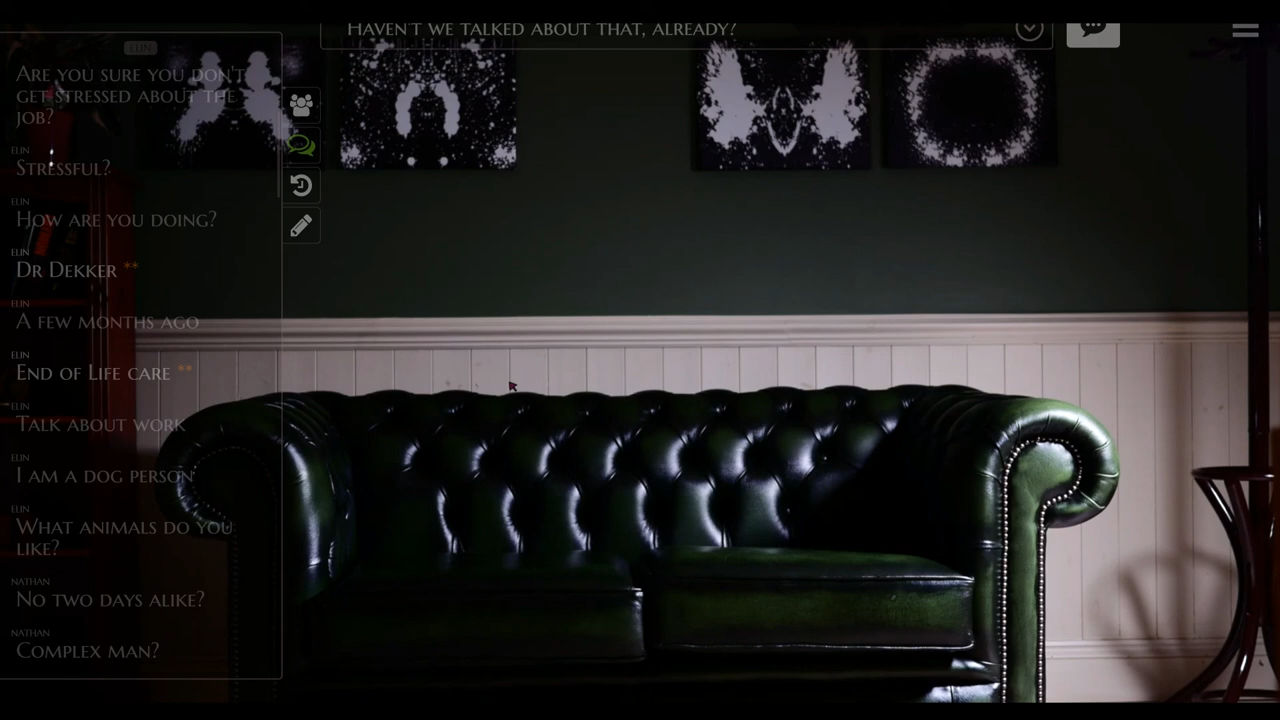 Haven't we talked about that, already?
Elin
Are you sure you don't
get stressed about the
job?
Elin
Stressful?
Elin
How are you doing?
Elin
Dr Dekker **
Elin
A few months ago
Elin
End of Life care **
Elin
Talk about work
Elin
I am a dog person
Elin
What animals do you
like?
Nathan
No two days alike?
Nathan
Complex man?